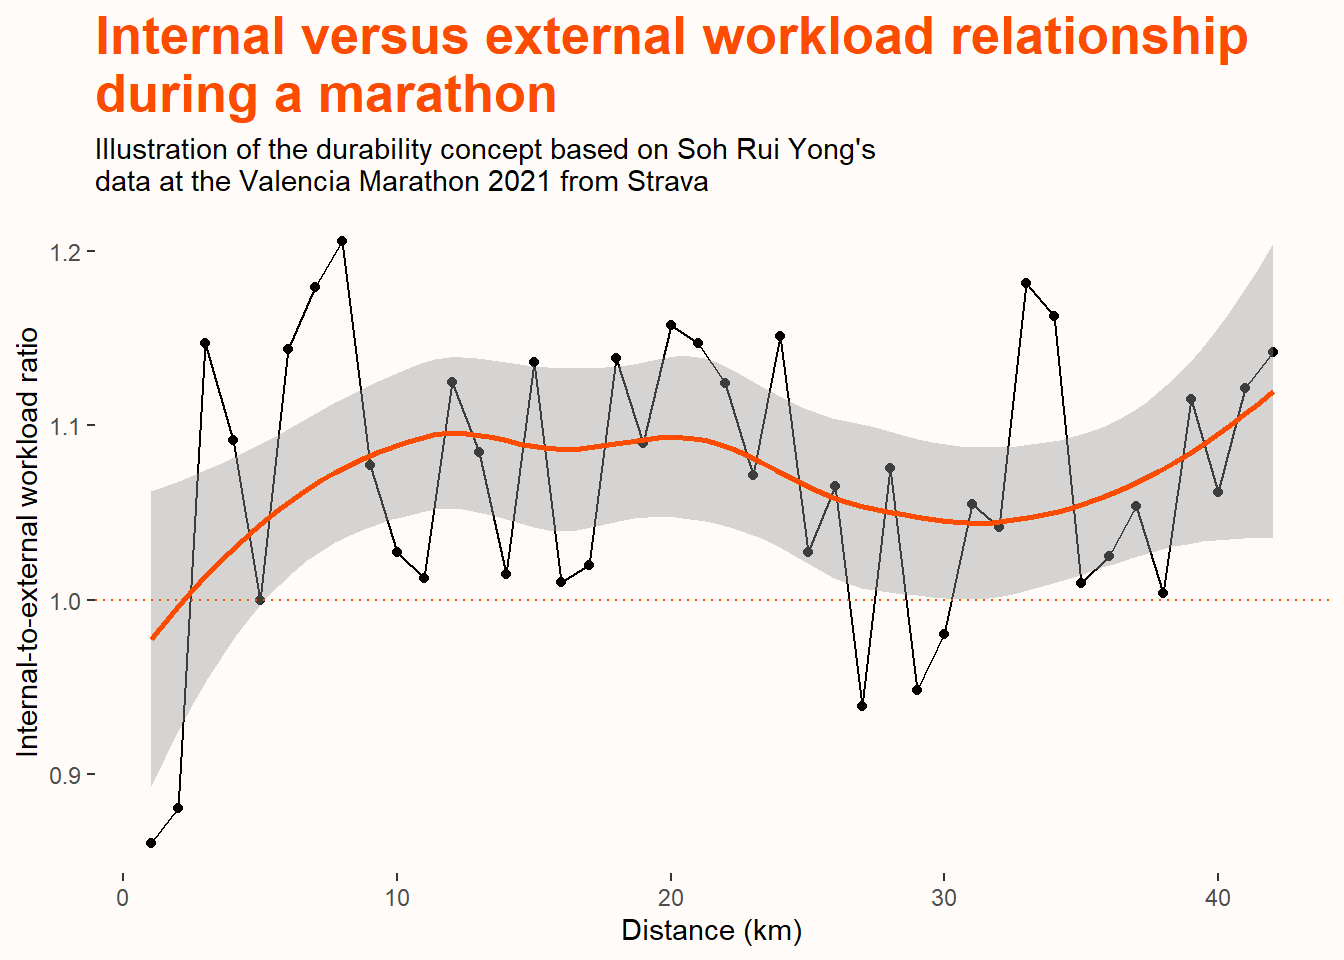 Internal versus external workload relationship
during a marathon
Illustration of the durability concept based on Soh Rui Yong's
data at the Valencia Marathon 2021 from Strava
Internal-to-external workload ratio
1.2
1.1
1.0
0.9
0
10
20
30
40
Distance (km)